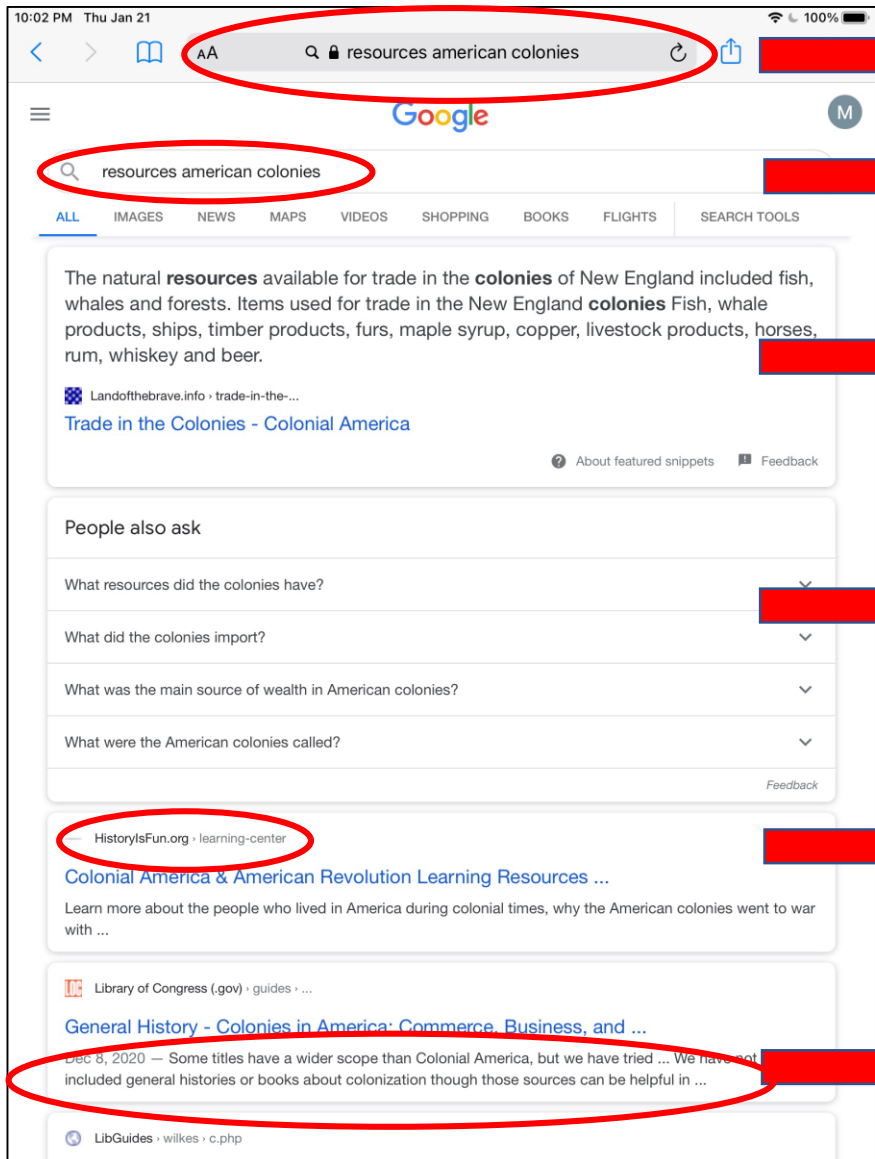 10:02 PM Thu Jan 21 100%
AA resources american colonies
Google
M
resources american colonies
ALL IMAGES NEWS MAPS VIDEOS SHOPPING BOOKS FLIGHTS SEARCH TOOLS
The natural resources available for trade in the colonies of New England included fish,
whales and forests. Items used for trade in the New England colonies Fish, whale
products, ships, timber products, furs, maple syrup, copper, livestock products, horses,
rum, whiskey and beer.
Landofthebrave.info › trade-in-the-...
Trade in the Colonies - Colonial America
About featured snippets Feedback
People also ask
What resources did the colonies have?
What did the colonies import?
What was the main source of wealth in American colonies?
What were the American colonies called?
Feedback
HistoryIsFun.org › learning-center
Colonial America & American Revolution Learning Resources ...
Learn more about the people who lived in America during colonial times, why the American colonies went to war
with ...
LOC Library of Congress (.gov) › guides › ...
General History - Colonies in America: Commerce, Business, and ...
Dec 8, 2020 — Some titles have a wider scope than Colonial America, but we have tried ... We have not
included general histories or books about colonization though those sources can be helpful in ...
LibGuides › wilkes › c.php